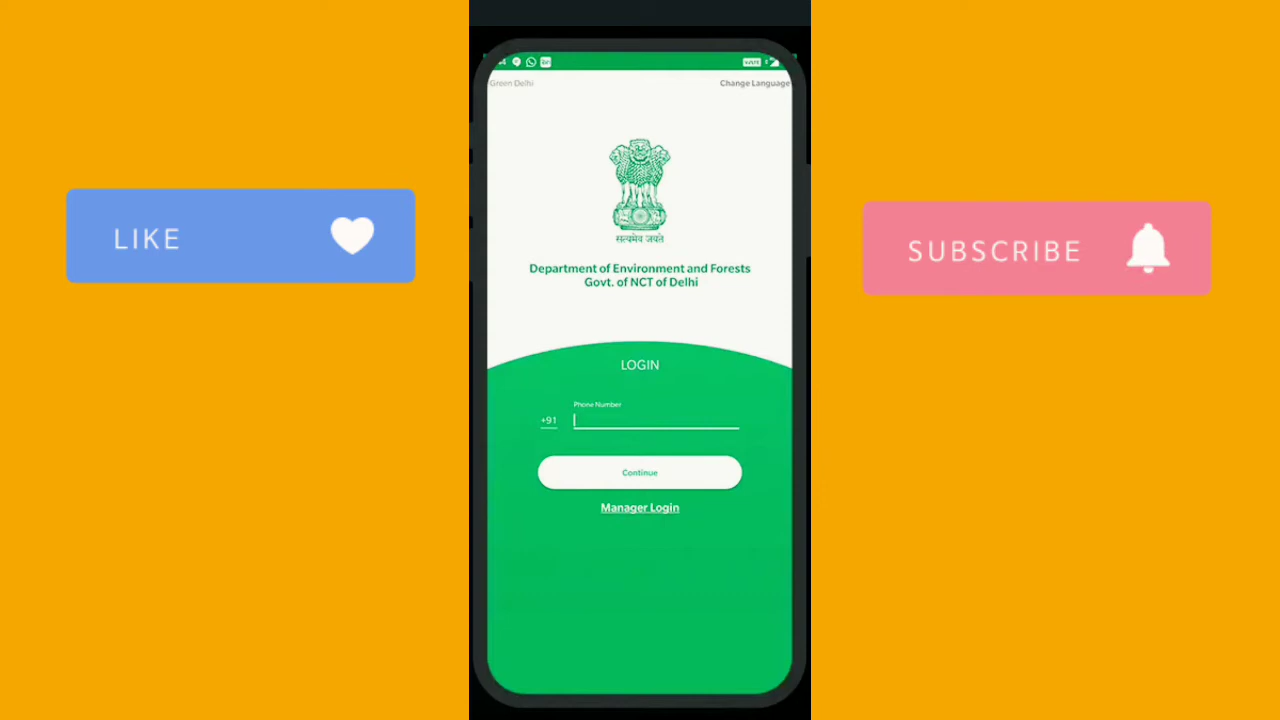 Green Delhi
Change Language
सत्यमेव जयते
Department of Environment and Forests
Govt. of NCT of Delhi
LIKE
SUBSCRIBE
LOGIN
Phone Number
+91
Continue
Manager Login